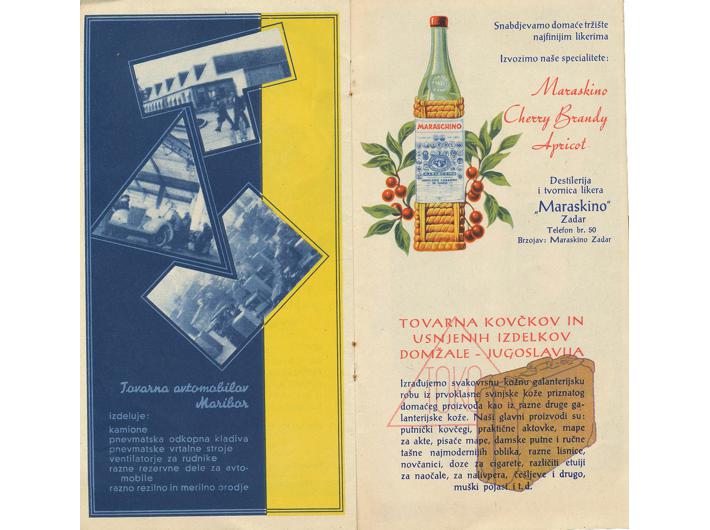 Tovarna avtomobilov
Maribor
izdeluje:
kamione
pnevmatska odkopna kladiva
pnevmatske vrtalne stroje
ventilatorje za rudnike
razne rezervne dele za avto-
mobile
razno rezilno in merilno orodje
Snabdjevamo domaće tržište
najfinijim likerima
Izvozimo naše specialitete:
Maraskino
Cherry Brandy
Apricot
MARASCHINO
Destilerija
i tvornica likera
„Maraskino"
Zadar
Telefon br. 50
Brzojav: Maraskino Zadar
TOVARNA KOVČKOV IN
USNJENIH IZDELKOV
DOMŽALE - JUGOSLAVIJA
TOKO
Izrađujemo svakovrsnu kožnu galanterijsku
robu iz prvoklasne svinjske kože priznatog
domaćeg proizvoda kao iz razne druge ga-
lanterijske kože. Naši glavni proizvodi su:
putnički kovčegi, praktične aktovke, mape
za akte, pisaće mape, damske putne i ručne
tašne najmodernijih oblika, razne lisnice,
novčanici, doze za cigarete, različiti etuiji
za naočale, za nalivpera, češljeve i drugo,
muški pojasi i t. d.